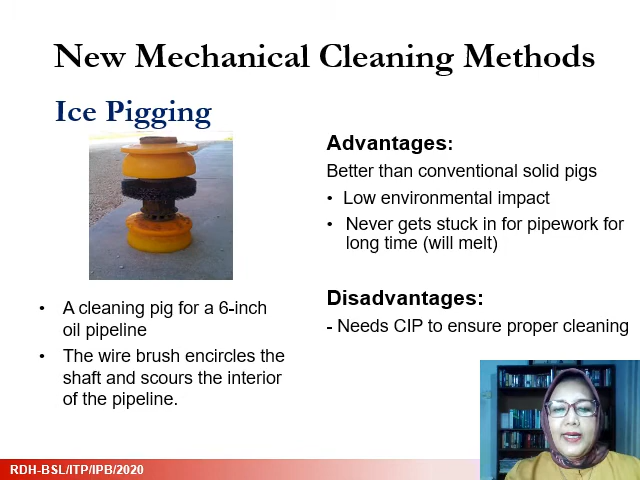 New Mechanical Cleaning Methods
Ice Pigging
Advantages:
Better than conventional solid pigs
• Low environmental impact
• Never gets stuck in for pipework for
long time (will melt)
Disadvantages:
- Needs CIP to ensure proper cleaning
• A cleaning pig for a 6-inch
oil pipeline
• The wire brush encircles the
shaft and scours the interior
of the pipeline.
RDH-BSL/ITP/IPB/2020